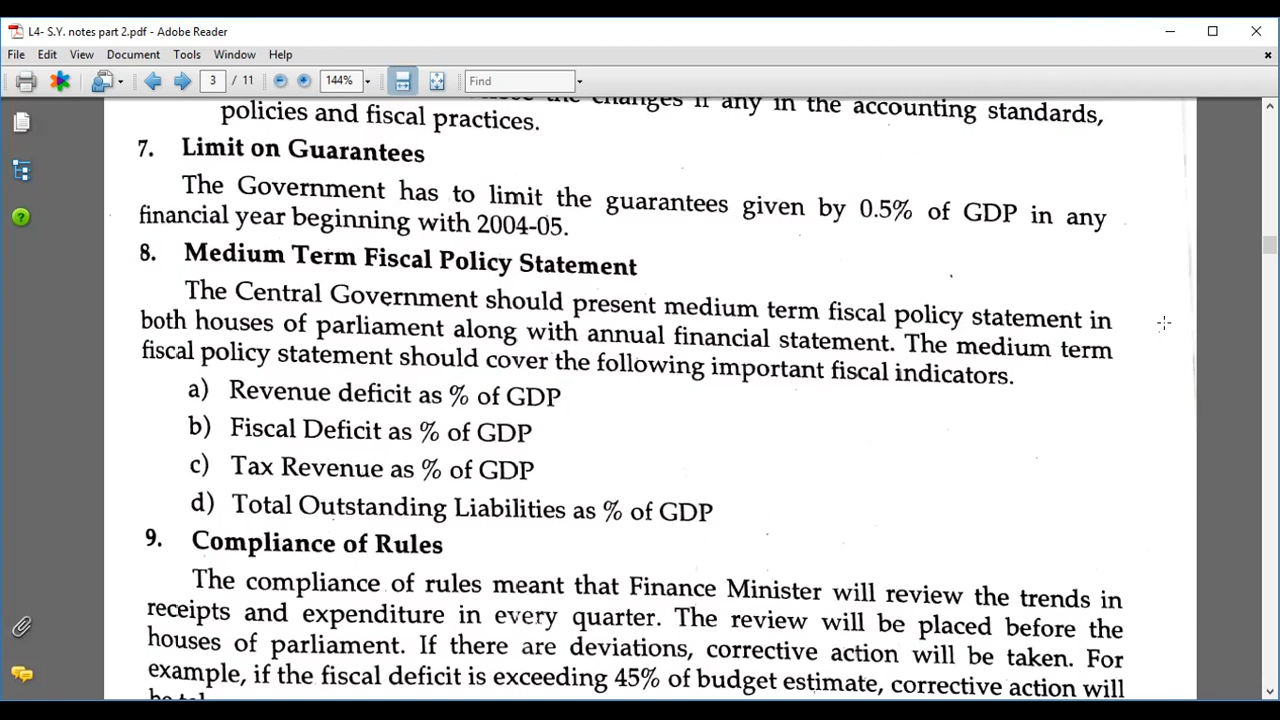 L4- S.Y. notes part 2.pdf - Adobe Reader
File Edit View Document Tools Window Help
3 / 11 144% Find
the changes if any in the accounting standards,
policies and fiscal practices.
7. Limit on Guarantees
The Government has to limit the guarantees given by 0.5% of GDP in any
financial year beginning with 2004-05.
8. Medium Term Fiscal Policy Statement
The Central Government should present medium term fiscal policy statement in
both houses of parliament along with annual financial statement. The medium term
fiscal policy statement should cover the following important fiscal indicators.
a) Revenue deficit as % of GDP
b) Fiscal Deficit as % of GDP
c) Tax Revenue as % of GDP
d) Total Outstanding Liabilities as % of GDP
9. Compliance of Rules
The compliance of rules meant that Finance Minister will review the trends in
receipts and expenditure in every quarter. The review will be placed before the
houses of parliament. If there are deviations, corrective action will be taken. For
example, if the fiscal deficit is exceeding 45% of budget estimate, corrective action will